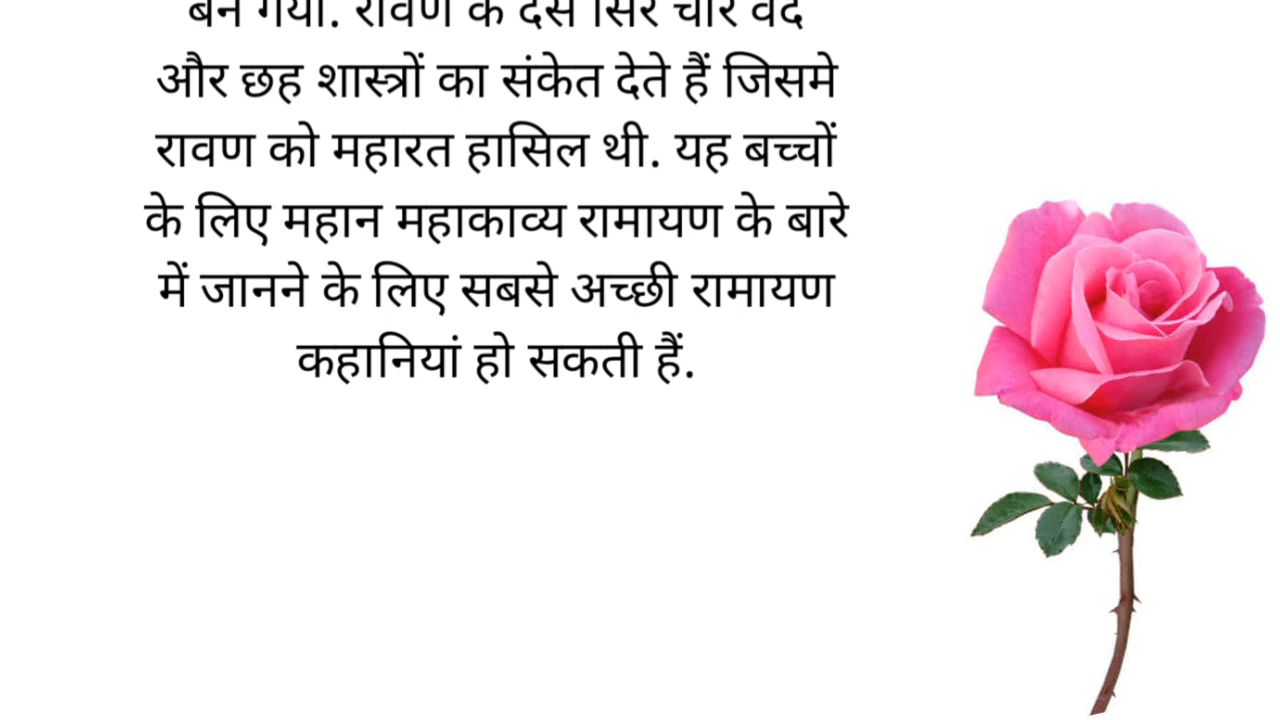 बन गया. रावण के दस सिर चार वेद
और छह शास्त्रों का संकेत देते हैं जिसमे
रावण को महारत हासिल थी. यह बच्चों
के लिए महान महाकाव्य रामायण के बारे
में जानने के लिए सबसे अच्छी रामायण
कहानियां हो सकती हैं.